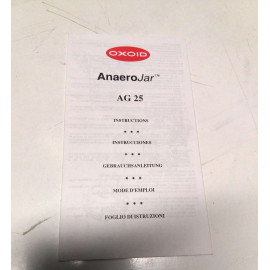 OXOID
AnaeroJar™
AG 25
INSTRUCTIONS
* * *
INSTRUCCIONES
* * *
GEBRAUCHSANLEITUNG
* * *
MODE D'EMPLOI
* * *
FOGLIO DI ISTRUZIONI